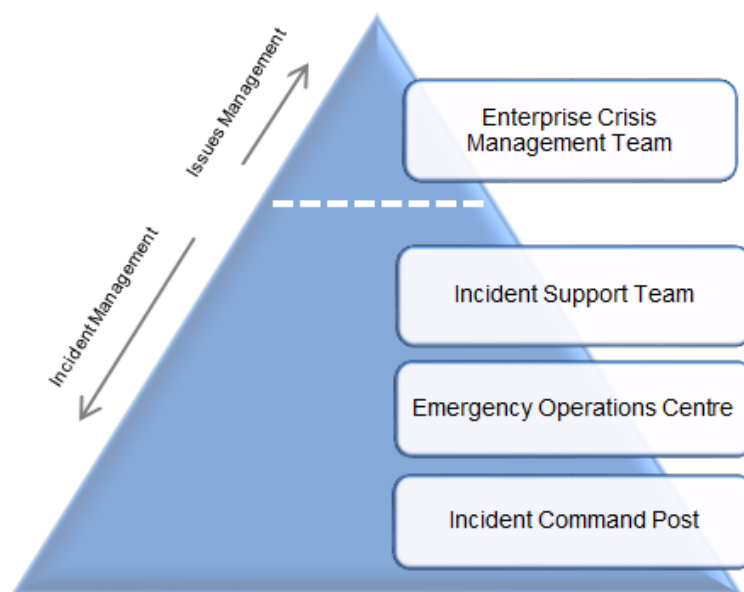 Issues Management
Enterprise Crisis
Management Team
Incident Management
Incident Support Team
Emergency Operations Centre
Incident Command Post